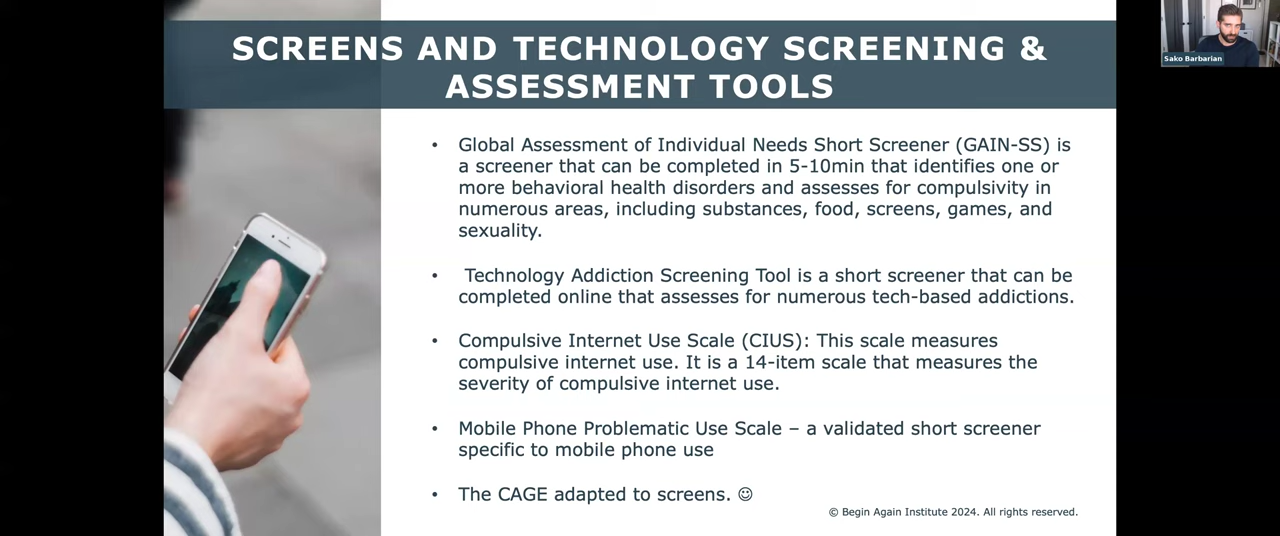 SCREENS AND TECHNOLOGY SCREENING &
ASSESSMENT TOOLS
Sako Barbarian
• Global Assessment of Individual Needs Short Screener (GAIN-SS) is
a screener that can be completed in 5-10min that identifies one or
more behavioral health disorders and assesses for compulsivity in
numerous areas, including substances, food, screens, games, and
sexuality.
• Technology Addiction Screening Tool is a short screener that can be
completed online that assesses for numerous tech-based addictions.
• Compulsive Internet Use Scale (CIUS): This scale measures
compulsive internet use. It is a 14-item scale that measures the
severity of compulsive internet use.
• Mobile Phone Problematic Use Scale – a validated short screener
specific to mobile phone use
• The CAGE adapted to screens. ☺
© Begin Again Institute 2024. All rights reserved.